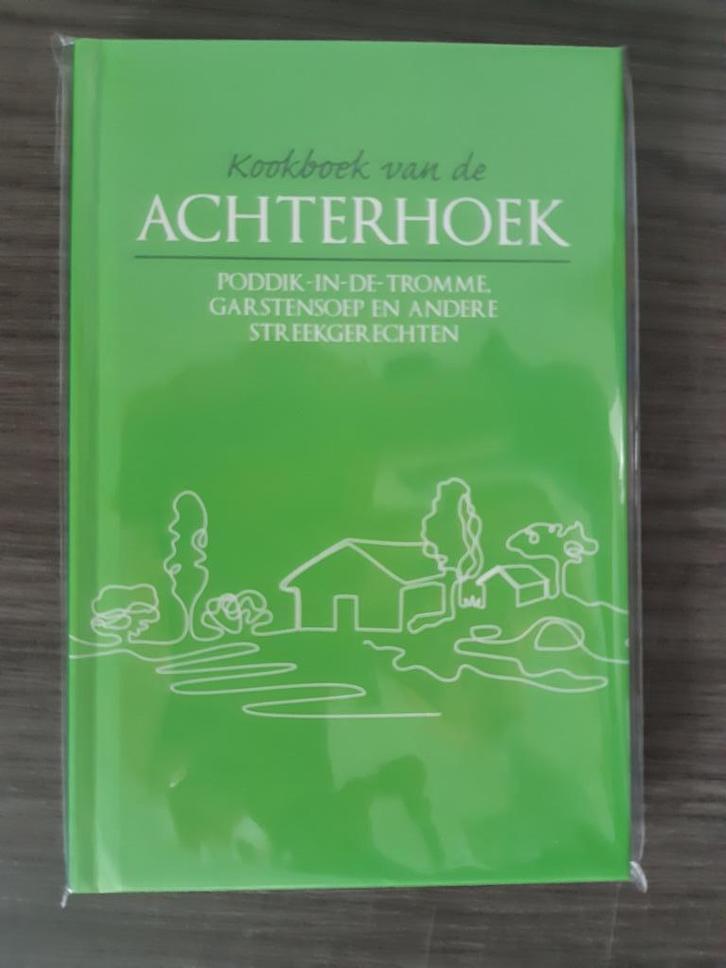 Kookboek van de
ACHTERHOEK
PODDIK-IN-DE-TROMME,
GARSTENSOEP EN ANDERE
STREEKGERECHTEN